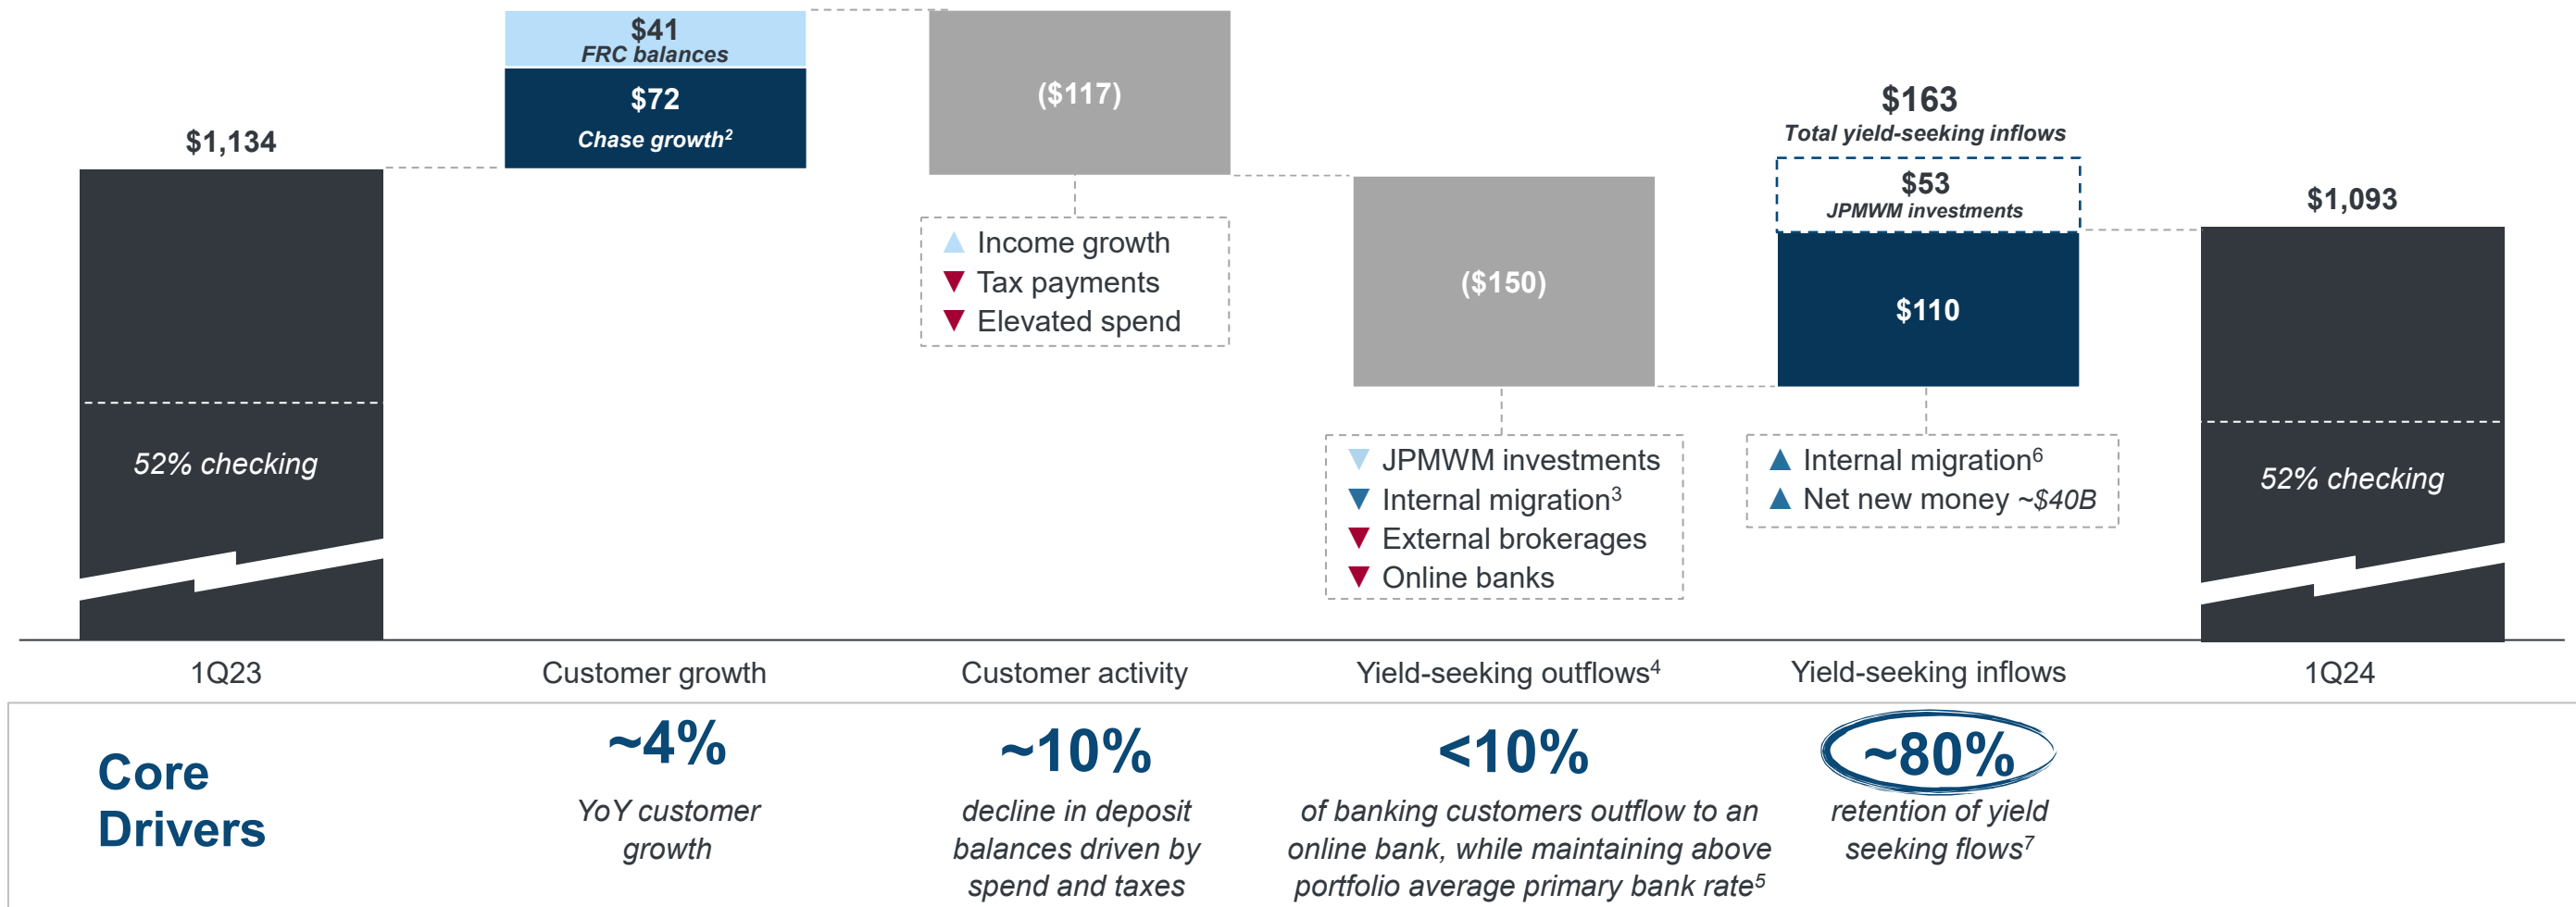 $41
FRC balances
$72
Chase growth²
$1,134
52% checking
($117)
Income growth
Tax payments
Elevated spend
($150)
JPMWM investments
Internal migration³
External brokerages
Online banks
$163
Total yield-seeking inflows
$53
JPMWM investments
$110
Internal migration⁶
Net new money ~$40B
$1,093
52% checking
1Q23
Customer growth
Customer activity
Yield-seeking outflows⁴
Yield-seeking inflows
1Q24
Core
Drivers
~4%
YoY customer
growth
~10%
decline in deposit
balances driven by
spend and taxes
<10%
of banking customers outflow to an
online bank, while maintaining above
portfolio average primary bank rate⁵
~80%
retention of yield
seeking flows⁷